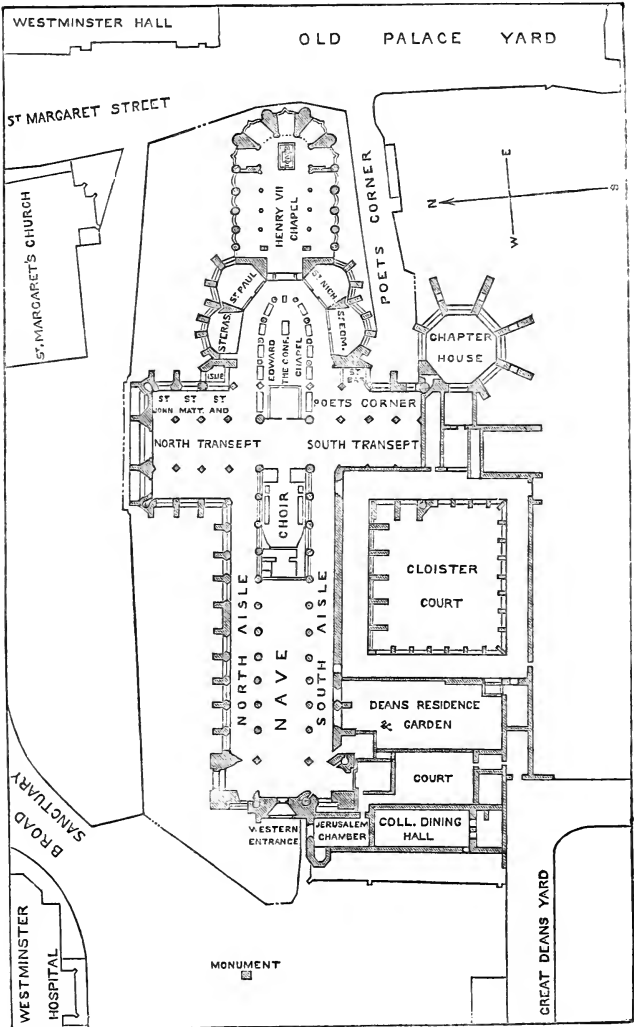 WESTMINSTER HALL
OLD PALACE YARD
ST MARGARET STREET
ST. MARGARET'S CHURCH
POETS CORNER
E
N
S
W
HENRY VII
CHAPEL
ST. PAUL
ST. NICH
ST ERAS.
ST. EDM.
EDWARD
THE CONF.
CHAPEL
CHAPTER
HOUSE
ISLIP
ST
ST ST ST
JOHN MATT. AND
POETS CORNER
NORTH TRANSEPT
SOUTH TRANSEPT
CHOIR
CLOISTER
COURT
NORTH AISLE
NAVE
SOUTH AISLE
DEANS RESIDENCE
& GARDEN
COURT
BROAD
SANCTUARY
WESTERN
ENTRANCE
JERUSALEM
CHAMBER
COLL. DINING
HALL
WESTMINSTER
HOSPITAL
MONUMENT
GREAT DEANS YARD